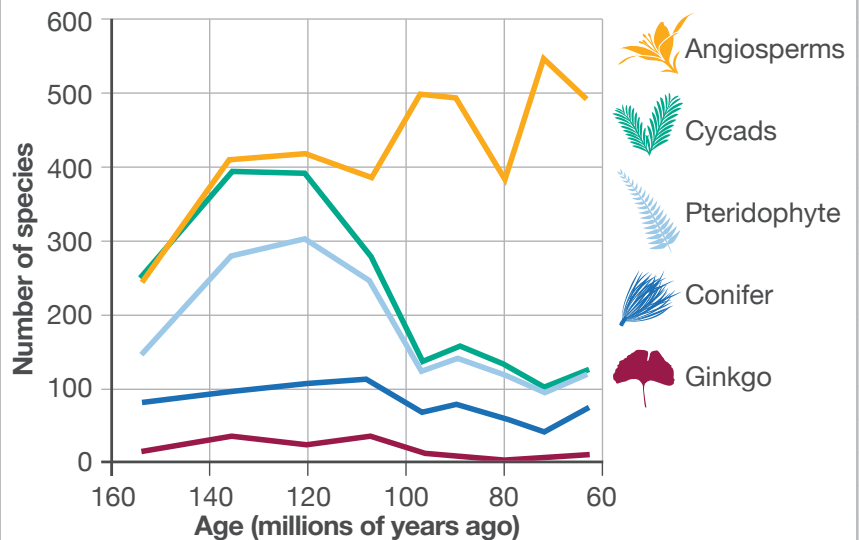 600
500
400
300
200
100
0
Number of species
160 140 120 100 80 60
Age (millions of years ago)
Angiosperms
Cycads
Pteridophyte
Conifer
Ginkgo